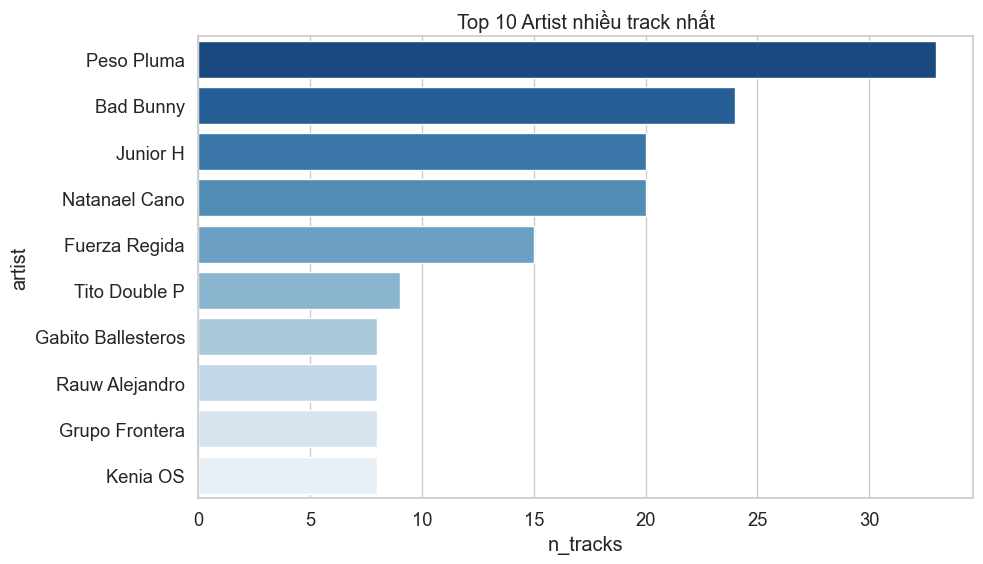 Top 10 Artist nhiều track nhất
artist
Peso Pluma
Bad Bunny
Junior H
Natanael Cano
Fuerza Regida
Tito Double P
Gabito Ballesteros
Rauw Alejandro
Grupo Frontera
Kenia OS
0 5 10 15 20 25 30
n_tracks